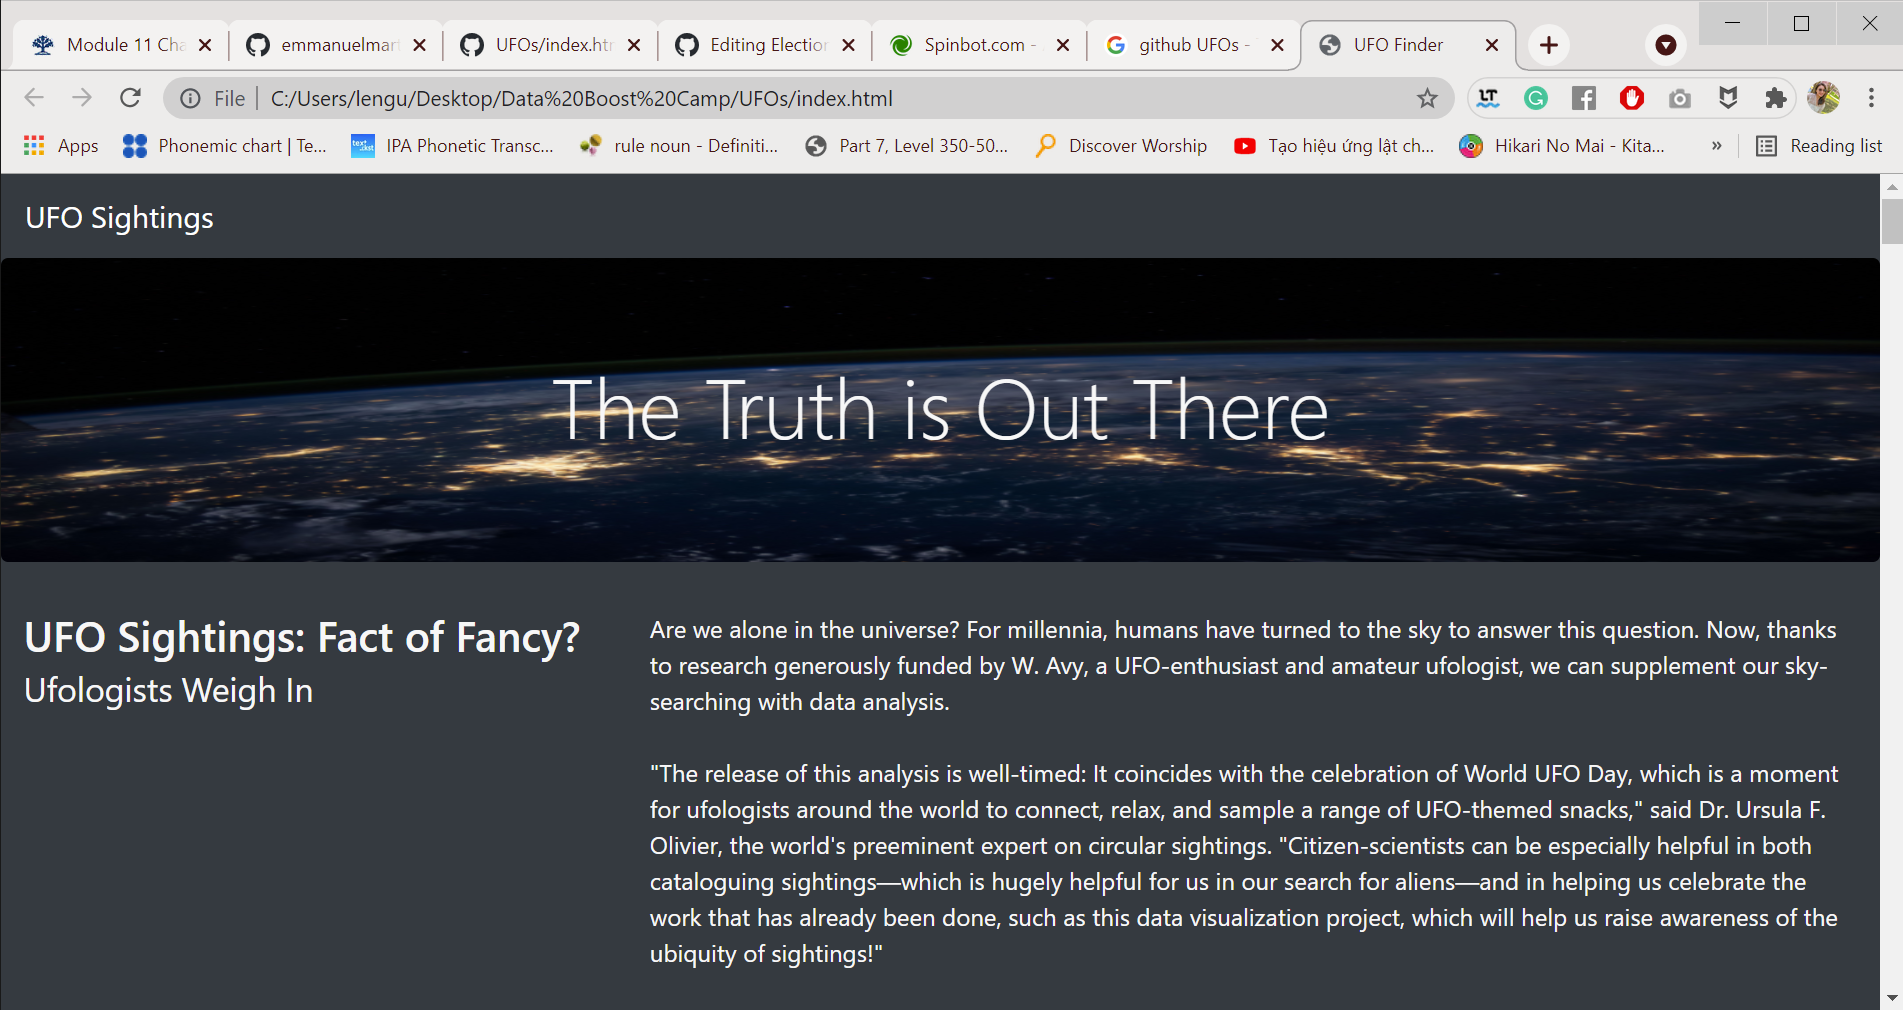 Module 11 Cha
emmanuelmart
UFOs/index.htm
Editing Election
Spinbot.com -
github UFOs -
UFO Finder
File
C:/Users/lengu/Desktop/Data%20Boost%20Camp/UFOs/index.html
LT
Apps
Phonemic chart | Te...
IPA Phonetic Transc...
rule noun - Definiti...
Part 7, Level 350-50...
Discover Worship
Tạo hiệu ứng lật ch...
Hikari No Mai - Kita...
»
Reading list
UFO Sightings
The Truth is Out There
UFO Sightings: Fact of Fancy?
Ufologists Weigh In
Are we alone in the universe? For millennia, humans have turned to the sky to answer this question. Now, thanks
to research generously funded by W. Avy, a UFO-enthusiast and amateur ufologist, we can supplement our sky-
searching with data analysis.
"The release of this analysis is well-timed: It coincides with the celebration of World UFO Day, which is a moment
for ufologists around the world to connect, relax, and sample a range of UFO-themed snacks," said Dr. Ursula F.
Olivier, the world's preeminent expert on circular sightings. "Citizen-scientists can be especially helpful in both
cataloguing sightings—which is hugely helpful for us in our search for aliens—and in helping us celebrate the
work that has already been done, such as this data visualization project, which will help us raise awareness of the
ubiquity of sightings!"